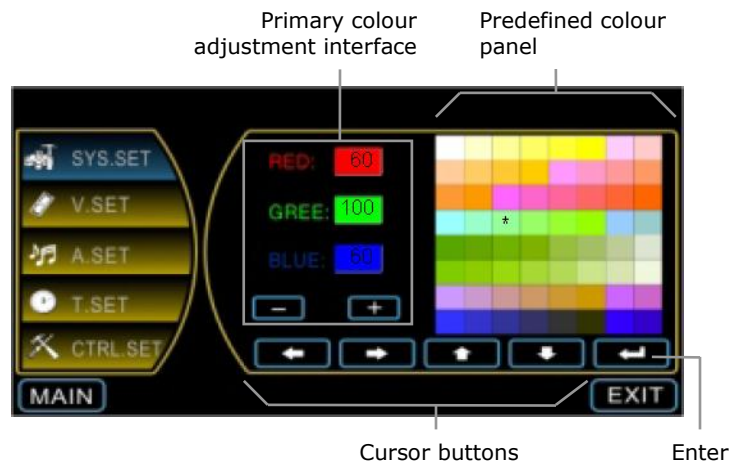 Primary colour
adjustment interface
Predefined colour
panel
SYS.SET
V.SET
A.SET
T.SET
CTRL.SET
RED: 60
GREE: 100
BLUE: 60
− +
*
MAIN
EXIT
Cursor buttons
Enter